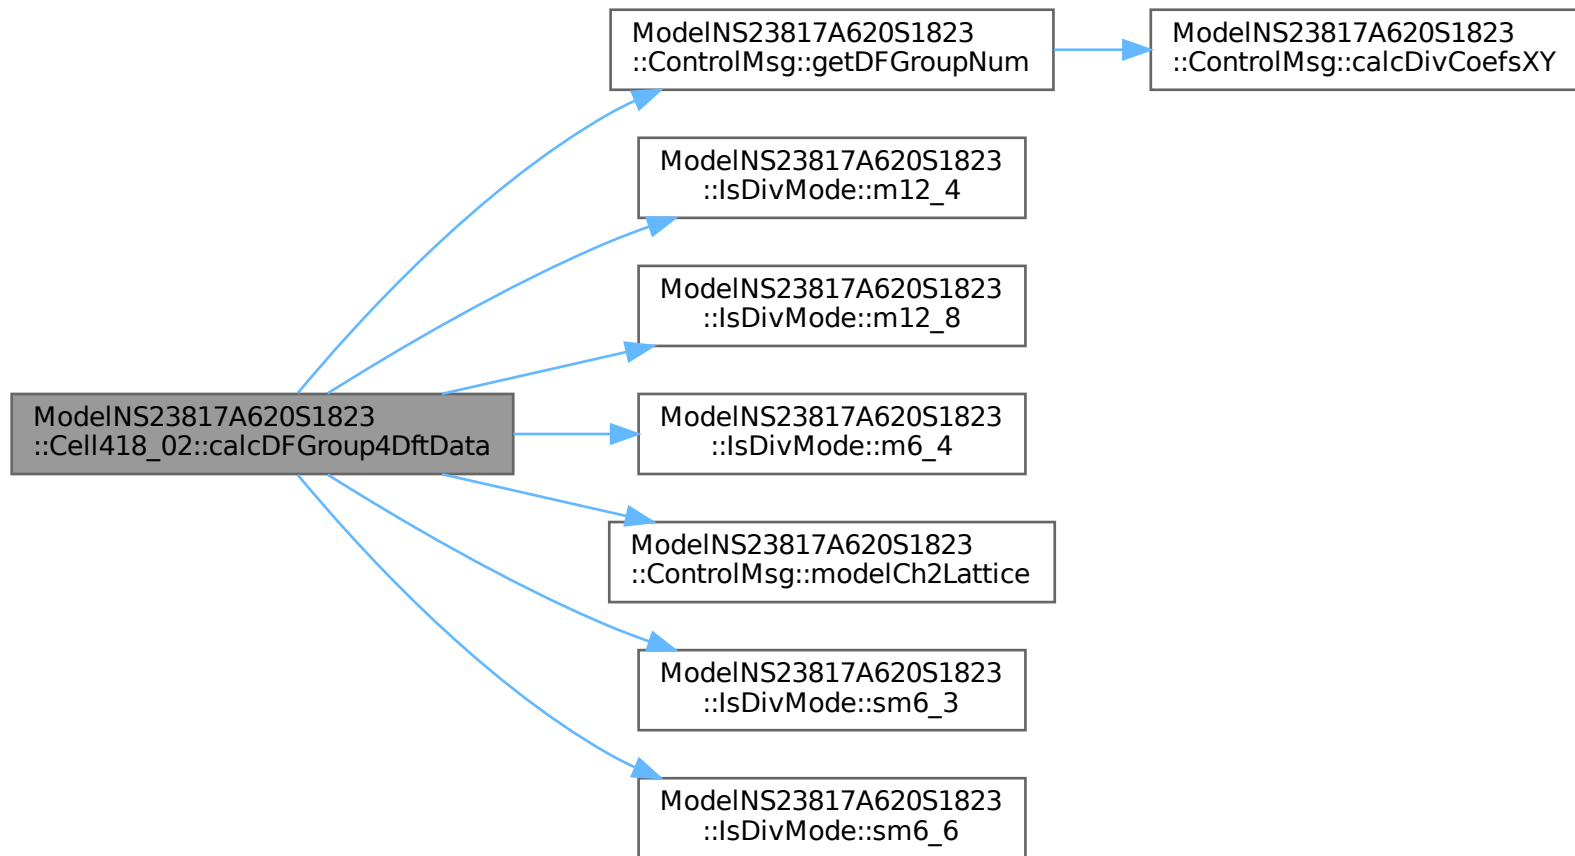 ModelNS23817A620S1823
::ControlMsg::getDFGroupNum
ModelNS23817A620S1823
::ControlMsg::calcDivCoefsXY
ModelNS23817A620S1823
::IsDivMode::m12_4
ModelNS23817A620S1823
::IsDivMode::m12_8
ModelNS23817A620S1823
::Cell418_02::calcDFGroup4DftData
ModelNS23817A620S1823
::IsDivMode::m6_4
ModelNS23817A620S1823
::ControlMsg::modelCh2Lattice
ModelNS23817A620S1823
::IsDivMode::sm6_3
ModelNS23817A620S1823
::IsDivMode::sm6_6